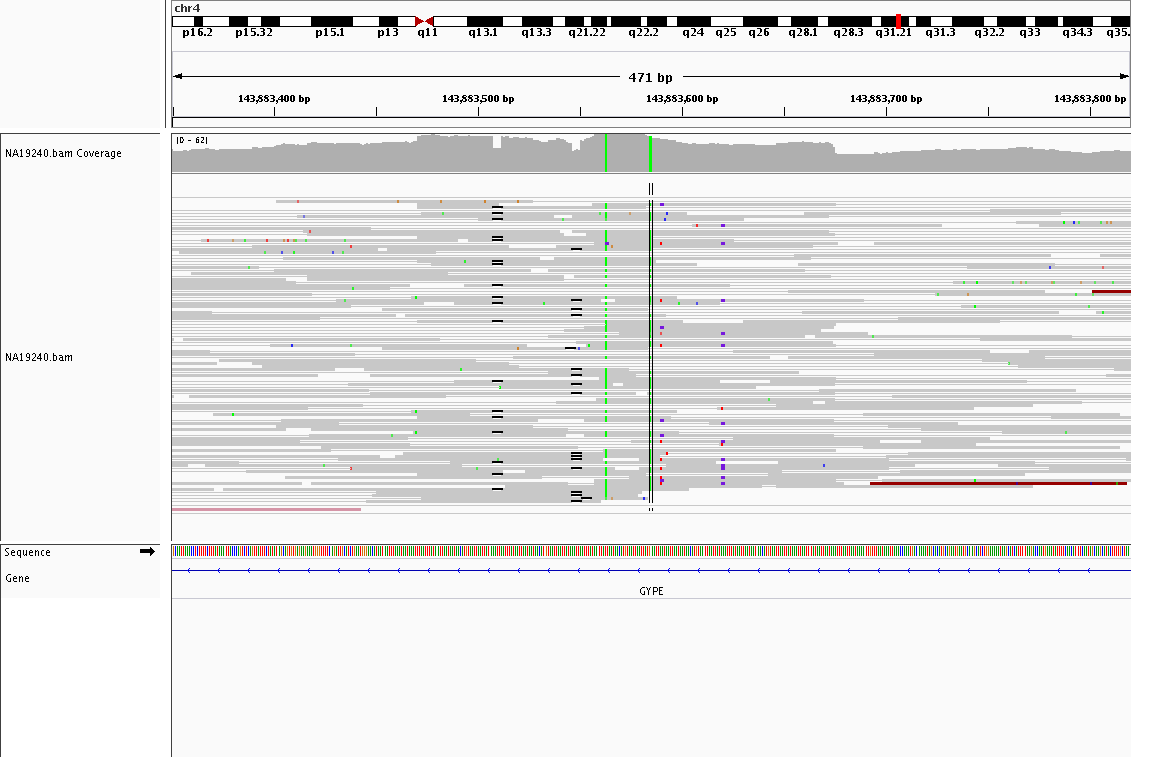 chr4
p16.2 p15.32 p15.1 p13 q11 q13.1 q13.3 q21.22 q22.2 q24 q25 q26 q28.1 q28.3 q31.21 q31.3 q32.2 q33 q34.3 q35.
471 bp
143,883,400 bp 143,883,500 bp 143,883,600 bp 143,883,700 bp 143,883,800 bp
[0 - 62]
NA19240.bam Coverage
NA19240.bam
Sequence
Gene
GYPE